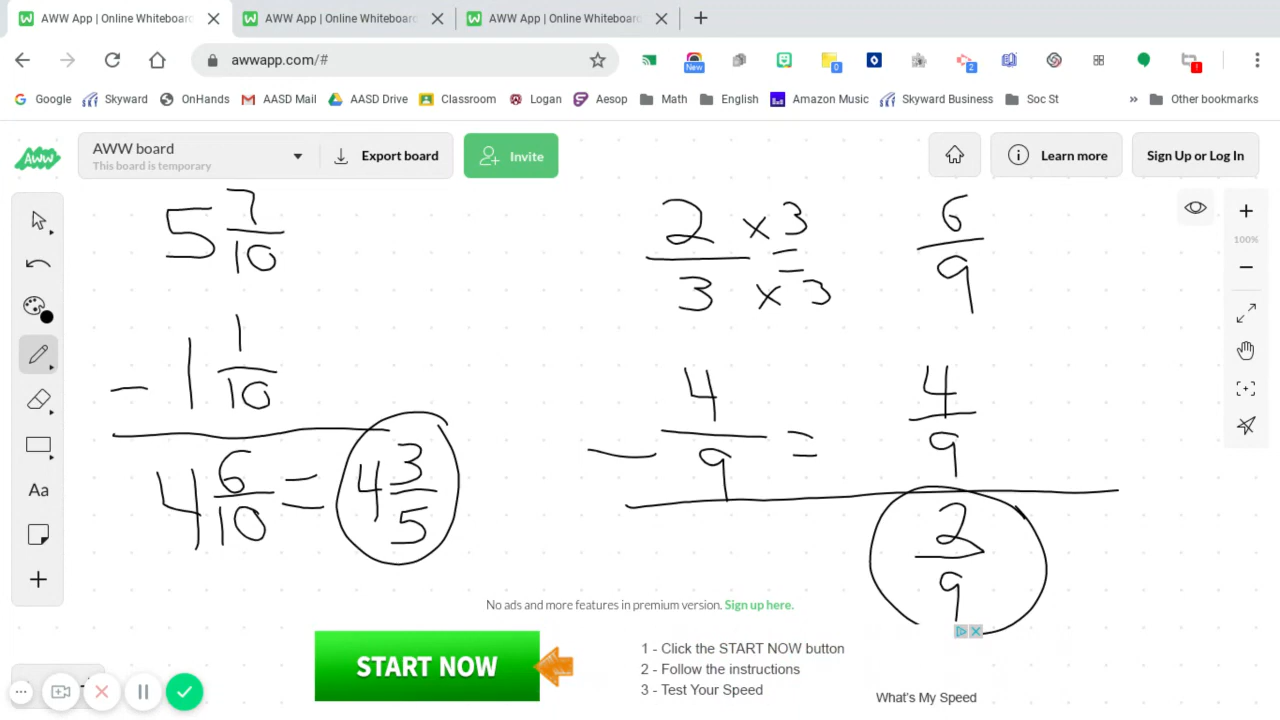 AWW App | Online Whiteboard
AWW App | Online Whiteboard
AWW App | Online Whiteboard
awwapp.com/#
New
0
2
!
Google
Skyward
OnHands
AASD Mail
AASD Drive
Classroom
Logan
Aesop
Math
English
Amazon Music
Skyward Business
Soc St
»
Other bookmarks
AWW
AWW board
This board is temporary
Export board
Invite
Learn more
Sign Up or Log In
100%
Aa
5 7/10
- 1 1/10
4 6/10 = 4 3/5
2/3 × 3/× 3 = 6/9
- 4/9 = 4/9
2/9
No ads and more features in premium version. Sign up here.
START NOW
1 - Click the START NOW button
2 - Follow the instructions
3 - Test Your Speed
What's My Speed